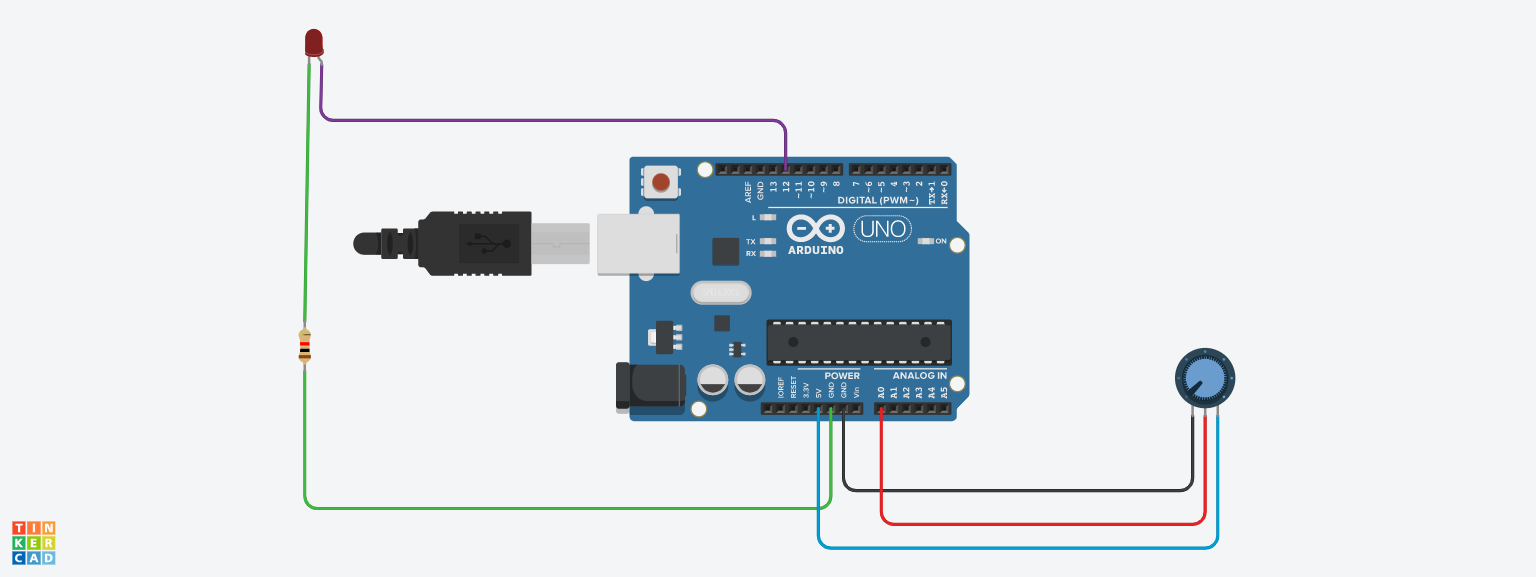 AREF
GND
13
12
~11
~10
~9
8
7
~6
~5
4
~3
2
TX→1
RX←0
DIGITAL (PWM~)
L
TX
RX
ARDUINO
UNO
ON
POWER
ANALOG IN
IOREF
RESET
3.3V
5V
GND
GND
Vin
A0
A1
A2
A3
A4
A5
TIN
KER
CAD